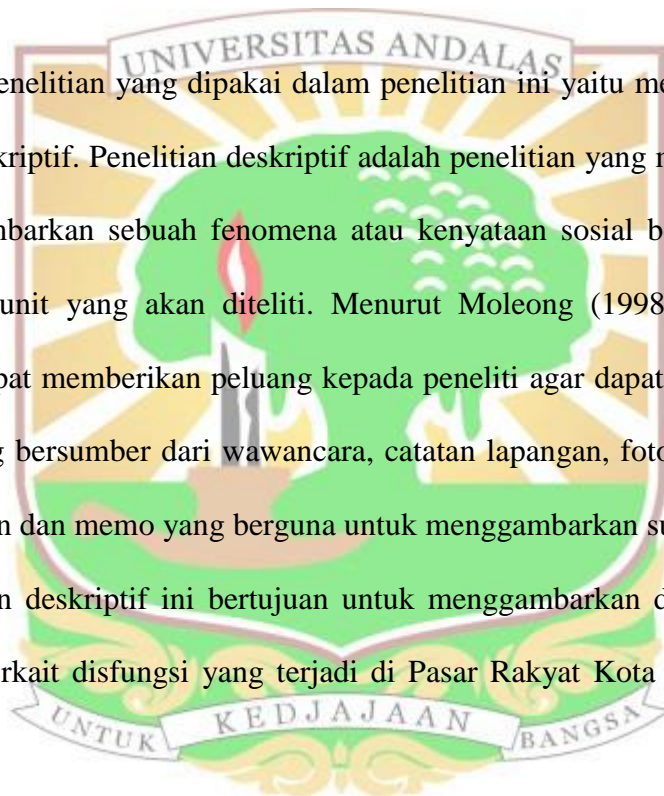 UNIVERSITAS ANDALAS
enelitian yang dipakai dalam penelitian ini yaitu me
kriptif. Penelitian deskriptif adalah penelitian yang
nbarkan sebuah fenomena atau kenyataan sosial b
unit yang akan diteliti. Menurut Moleong (1998
pat memberikan peluang kepada peneliti agar dapat
g bersumber dari wawancara, catatan lapangan, foto
n dan memo yang berguna untuk menggambarkan su
n deskriptif ini bertujuan untuk menggambarkan d
erkait disfungsi yang terjadi di Pasar Rakyat Kota
UNTUK KEDJAJAAN BANGSA